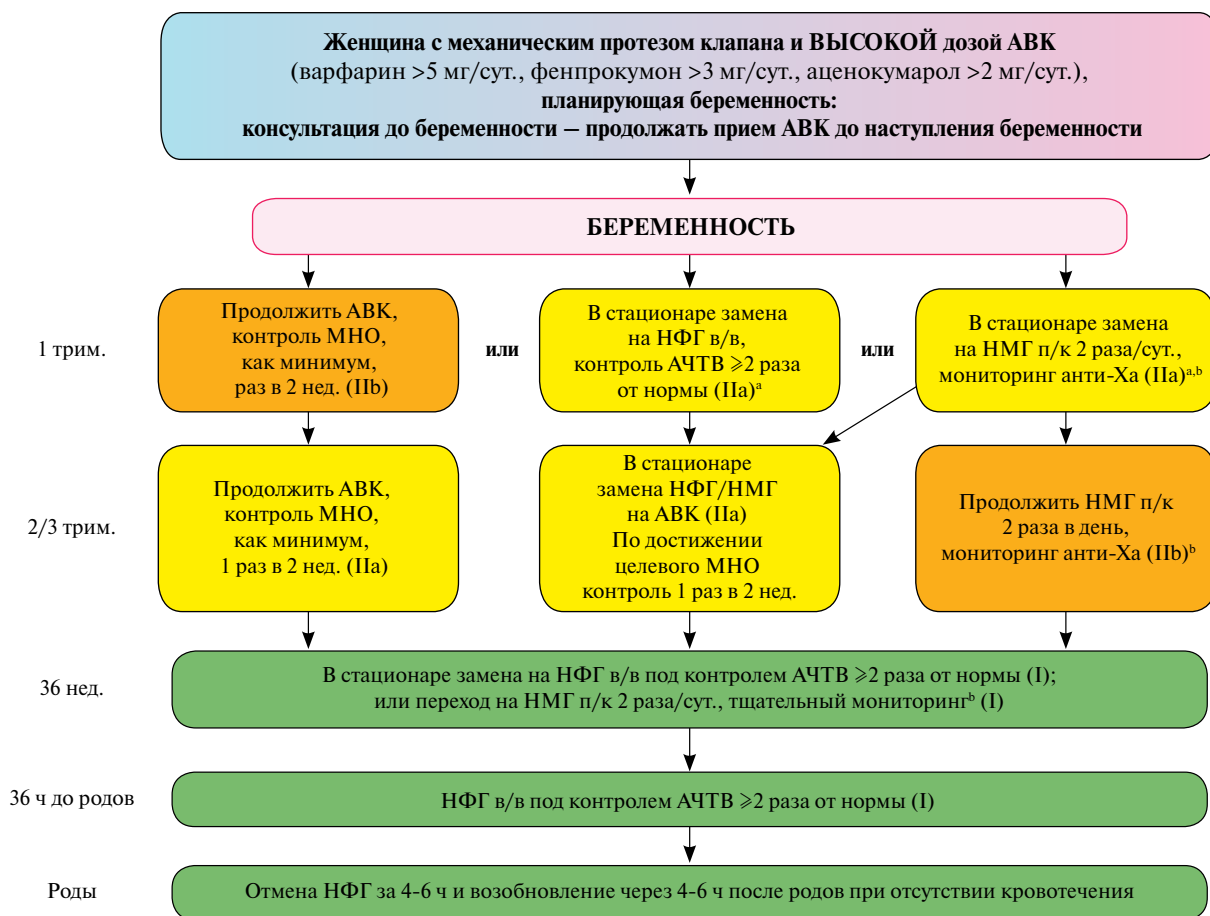 Женщина с механическим протезом клапана и ВЫСОКОЙ дозой АВК
(варфарин >5 мг/сут., фенпрокумон >3 мг/сут., аценокумарол >2 мг/сут.),
планирующая беременность:
консультация до беременности – продолжать прием АВК до наступления беременности
БЕРЕМЕННОСТЬ
1 трим.
Продолжить АВК,
контроль МНО,
как минимум,
раз в 2 нед. (IIb)
или
В стационаре замена
на НФГ в/в,
контроль АЧТВ ⩾2 раза
от нормы (IIa)ᵃ
или
В стационаре замена
на НМГ п/к 2 раза/сут.,
мониторинг анти-Ха (IIa)ᵃ,ᵇ
2/3 трим.
Продолжить АВК,
контроль МНО,
как минимум,
1 раз в 2 нед. (IIa)
В стационаре
замена НФГ/НМГ
на АВК (IIa)
По достижении
целевого МНО
контроль 1 раз в 2 нед.
Продолжить НМГ п/к
2 раза в день,
мониторинг анти-Ха (IIb)ᵇ
36 нед.
В стационаре замена на НФГ в/в под контролем АЧТВ ⩾2 раза от нормы (I);
или переход на НМГ п/к 2 раза/сут., тщательный мониторингᵇ (I)
36 ч до родов
НФГ в/в под контролем АЧТВ ⩾2 раза от нормы (I)
Роды
Отмена НФГ за 4-6 ч и возобновление через 4-6 ч после родов при отсутствии кровотечения